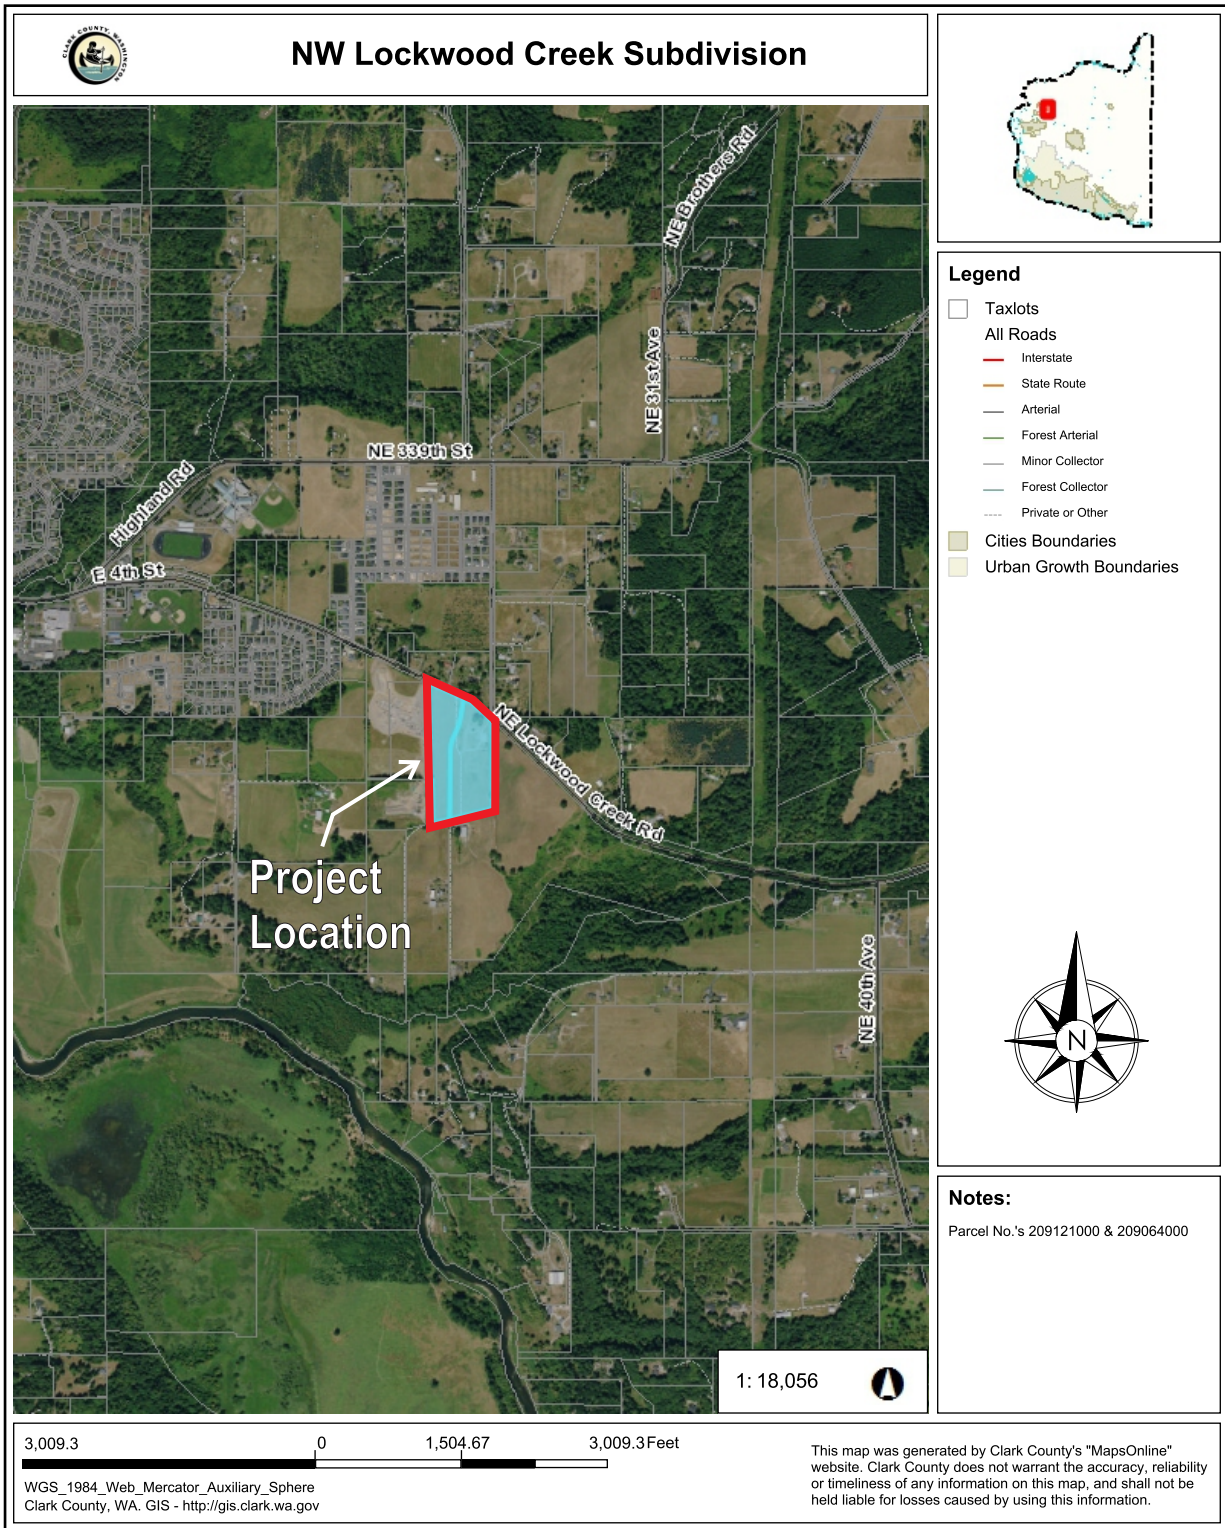 CLARK COUNTY, WASHINGTON
NW Lockwood Creek Subdivision
NE Brothers Rd
NE 31st Ave
NE 339th St
Highland Rd
E 4th St
NE Lockwood Creek Rd
Project
Location
NE 40th Ave
1: 18,056
Legend
Taxlots
All Roads
Interstate
State Route
Arterial
Forest Arterial
Minor Collector
Forest Collector
Private or Other
Cities Boundaries
Urban Growth Boundaries
N
Notes:
Parcel No.'s 209121000 & 209064000
3,009.3 0 1,504.67 3,009.3 Feet
WGS_1984_Web_Mercator_Auxiliary_Sphere
Clark County, WA. GIS - http://gis.clark.wa.gov
This map was generated by Clark County's "MapsOnline"
website. Clark County does not warrant the accuracy, reliability
or timeliness of any information on this map, and shall not be
held liable for losses caused by using this information.